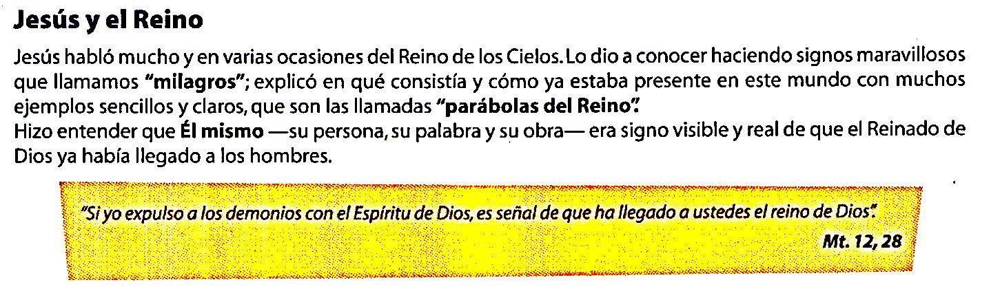 Jesús y el Reino
Jesús habló mucho y en varias ocasiones del Reino de los Cielos. Lo dio a conocer haciendo signos maravillosos
que llamamos "milagros"; explicó en qué consistía y cómo ya estaba presente en este mundo con muchos
ejemplos sencillos y claros, que son las llamadas "parábolas del Reino".
Hizo entender que Él mismo —su persona, su palabra y su obra— era signo visible y real de que el Reinado de
Dios ya había llegado a los hombres.
"Si yo expulso a los demonios con el Espíritu de Dios, es señal de que ha llegado a ustedes el reino de Dios".
Mt. 12, 28